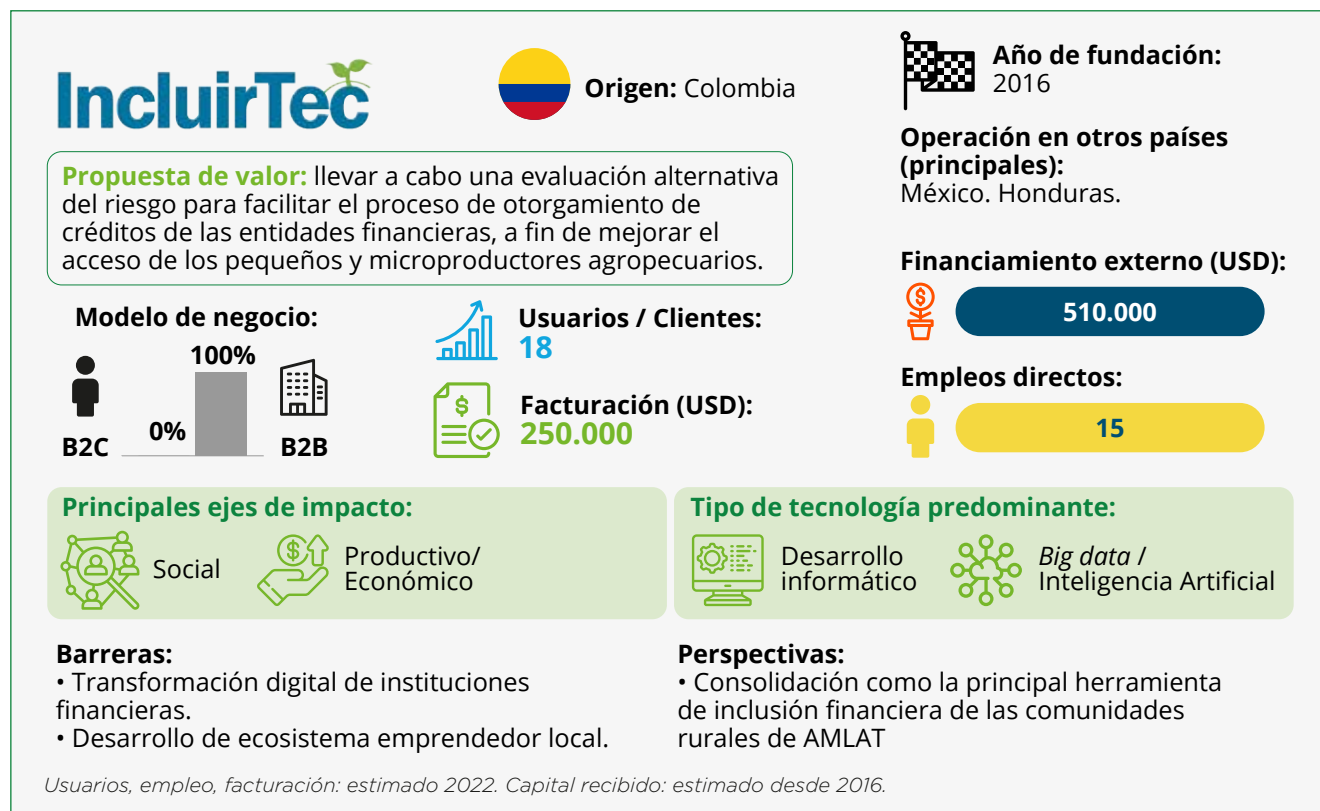 IncluirTec
Origen: Colombia
Año de fundación:
2016
Operación en otros países
(principales):
México. Honduras.
Propuesta de valor: llevar a cabo una evaluación alternativa
del riesgo para facilitar el proceso de otorgamiento de
créditos de las entidades financieras, a fin de mejorar el
acceso de los pequeños y microproductores agropecuarios.
Financiamiento externo (USD):
$
510.000
Modelo de negocio:
100%
0%
B2C
B2B
Usuarios / Clientes:
18
$
Facturación (USD):
250.000
Empleos directos:
15
Principales ejes de impacto:
Social
$
Productivo/
Económico
Tipo de tecnología predominante:
Desarrollo
informático
Big data /
Inteligencia Artificial
Barreras:
• Transformación digital de instituciones
financieras.
• Desarrollo de ecosistema emprendedor local.
Perspectivas:
• Consolidación como la principal herramienta
de inclusión financiera de las comunidades
rurales de AMLAT
Usuarios, empleo, facturación: estimado 2022. Capital recibido: estimado desde 2016.